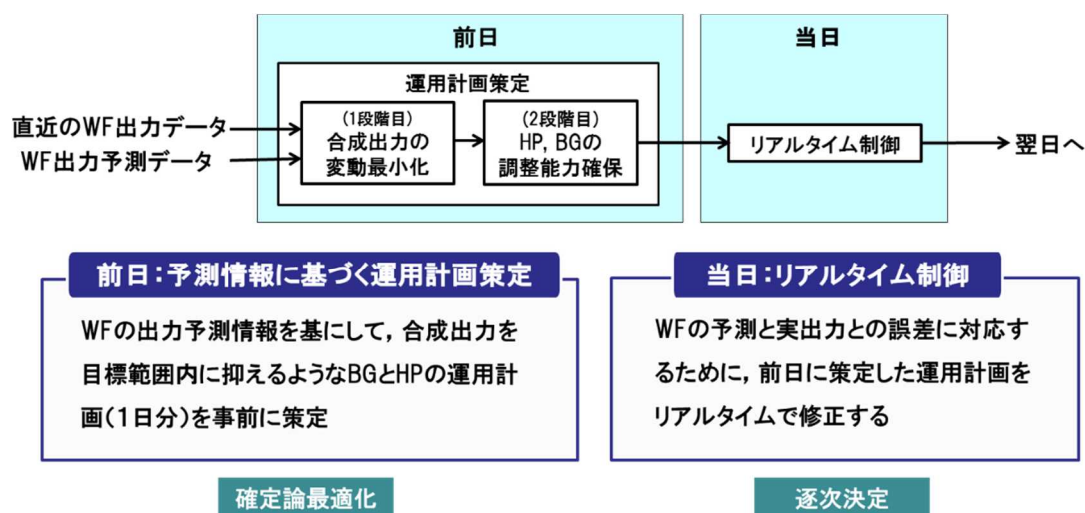 前日
当日
運用計画策定
直近のWF出力データ
WF出力予測データ
(1段階目)
合成出力の
変動最小化
(2段階目)
HP, BGの
調整能力確保
リアルタイム制御
翌日へ
前日:予測情報に基づく運用計画策定
WFの出力予測情報を基にして，合成出力を
目標範囲内に抑えるようなBGとHPの運用計
画(1日分)を事前に策定
確定論最適化
当日:リアルタイム制御
WFの予測と実出力との誤差に対応す
るために，前日に策定した運用計画を
リアルタイムで修正する
逐次決定